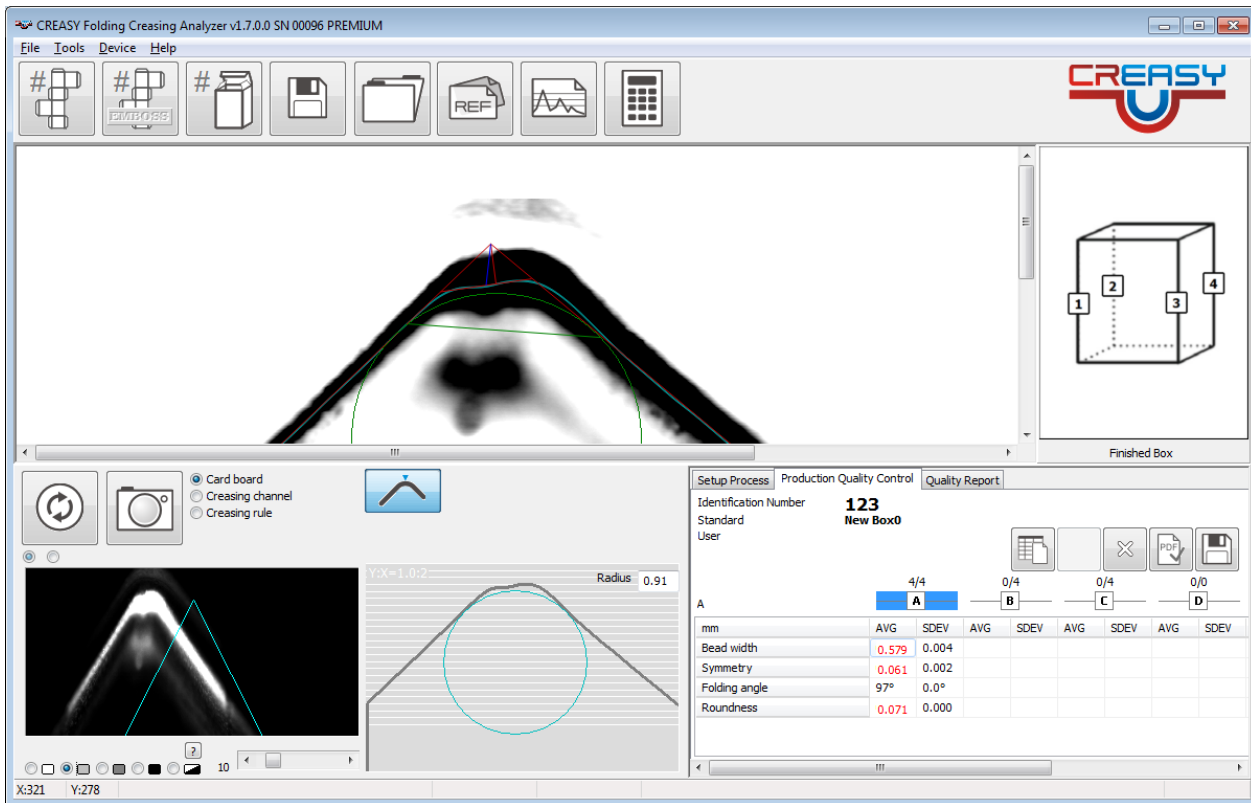 CREASY Folding Creasing Analyzer v1.7.0.0 SN 00096 PREMIUM
File Tools Device Help
# # # REF
EMBOSS
CREASY
1 2 3 4
Finished Box
Card board
Creasing channel
Creasing rule
Y:X=1.0:2
Radius 0.91
?
10
Setup Process Production Quality Control Quality Report
Identification Number 123
Standard New Box0
User
PDF
4/4 0/4 0/4 0/0
A A B C D
mm AVG SDEV AVG SDEV AVG SDEV AVG SDEV
Bead width 0.579 0.004
Symmetry 0.061 0.002
Folding angle 97° 0.0°
Roundness 0.071 0.000
X:321 Y:278